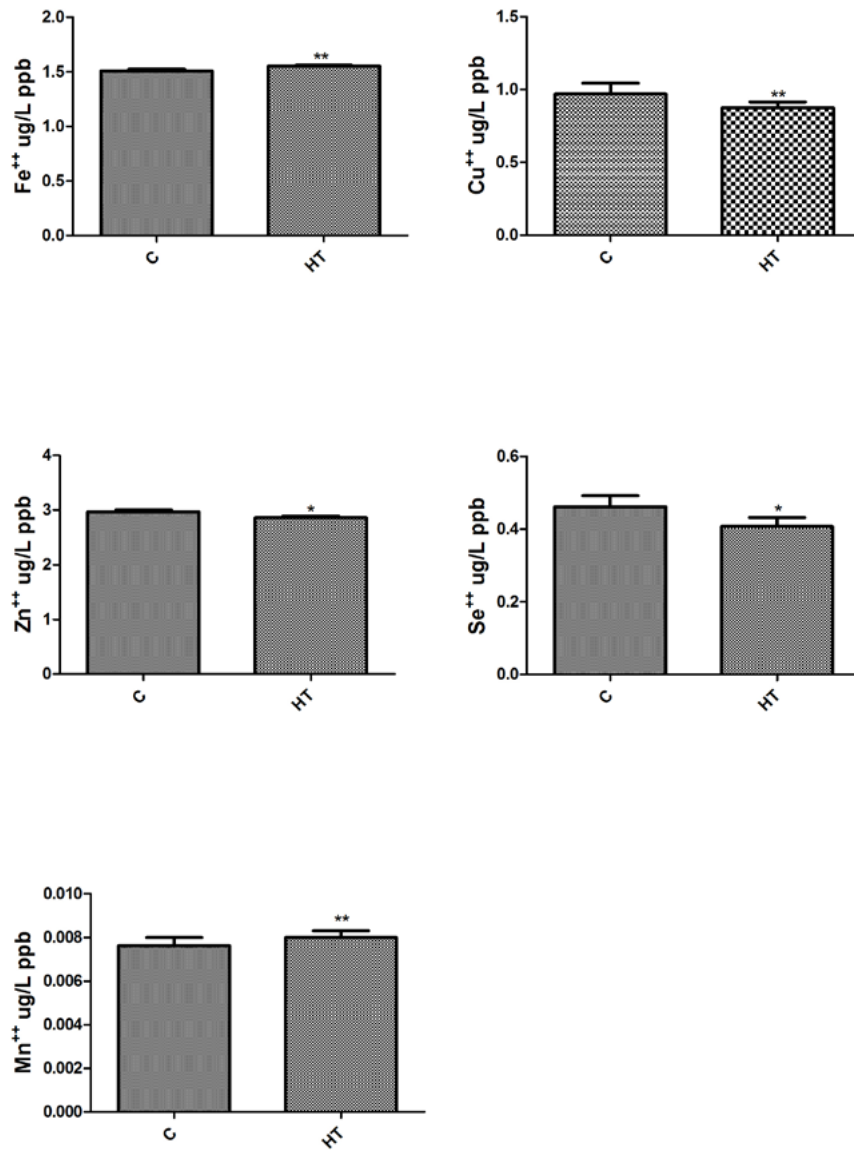 Fe++ ug/L ppb
2.0
1.5
1.0
0.5
0.0
**
C
HT
Cu++ ug/L ppb
1.5
1.0
0.5
0.0
**
C
HT
Zn++ ug/L ppb
4
3
2
1
0
*
C
HT
Se++ ug/L ppb
0.6
0.4
0.2
0.0
*
C
HT
Mn++ ug/L ppb
0.010
0.008
0.006
0.004
0.002
0.000
**
C
HT